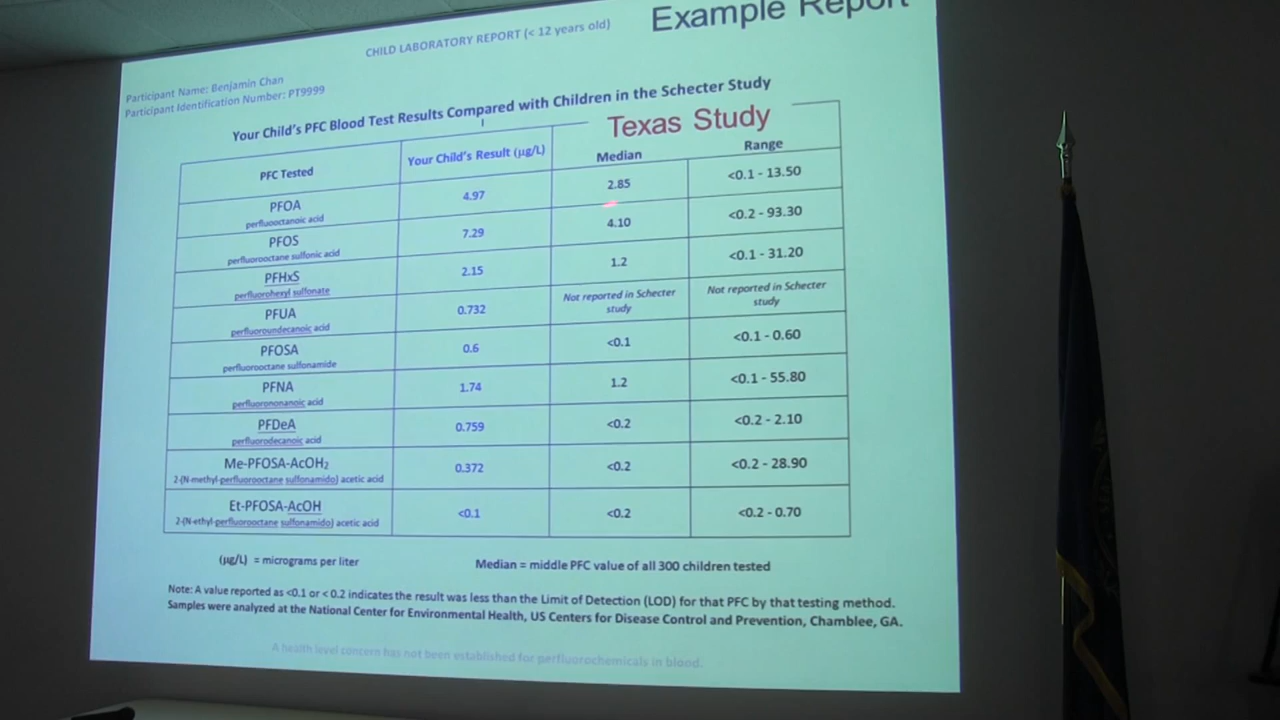 Example Report
CHILD LABORATORY REPORT (< 12 years old)
Participant Name: Benjamin Chan
Participant Identification Number: PT9999
Your Child's PFC Blood Test Results Compared with Children in the Schecter Study
Texas Study
PFC Tested Your Child's Result (µg/L) Median Range
PFOA 4.97 2.85 <0.1 - 13.50
perfluooctanoic acid
PFOS 7.29 4.10 <0.2 - 93.30
perfluorooctane sulfonic acid
PFHxS 2.15 1.2 <0.1 - 31.20
perfluorohexyl sulfonate
PFUA 0.732 Not reported in Schecter study Not reported in Schecter study
perfluoroundecanoic acid
PFOSA 0.6 <0.1 <0.1 - 0.60
perfluorooctane sulfonamide
PFNA 1.74 1.2 <0.1 - 55.80
perfluorononanoic acid
PFDeA 0.759 <0.2 <0.2 - 2.10
perfluorodecanoic acid
Me-PFOSA-AcOH₂ 0.372 <0.2 <0.2 - 28.90
2-(N-methyl-perfluorooctane sulfonamido) acetic acid
Et-PFOSA-AcOH <0.1 <0.2 <0.2 - 0.70
2-(N-ethyl-perfluorooctane sulfonamido) acetic acid
(µg/L) = micrograms per liter Median = middle PFC value of all 300 children tested
Note: A value reported as <0.1 or < 0.2 indicates the result was less than the Limit of Detection (LOD) for that PFC by that testing method.
Samples were analyzed at the National Center for Environmental Health, US Centers for Disease Control and Prevention, Chamblee, GA.
A health level concern has not been established for perfluorochemicals in blood.